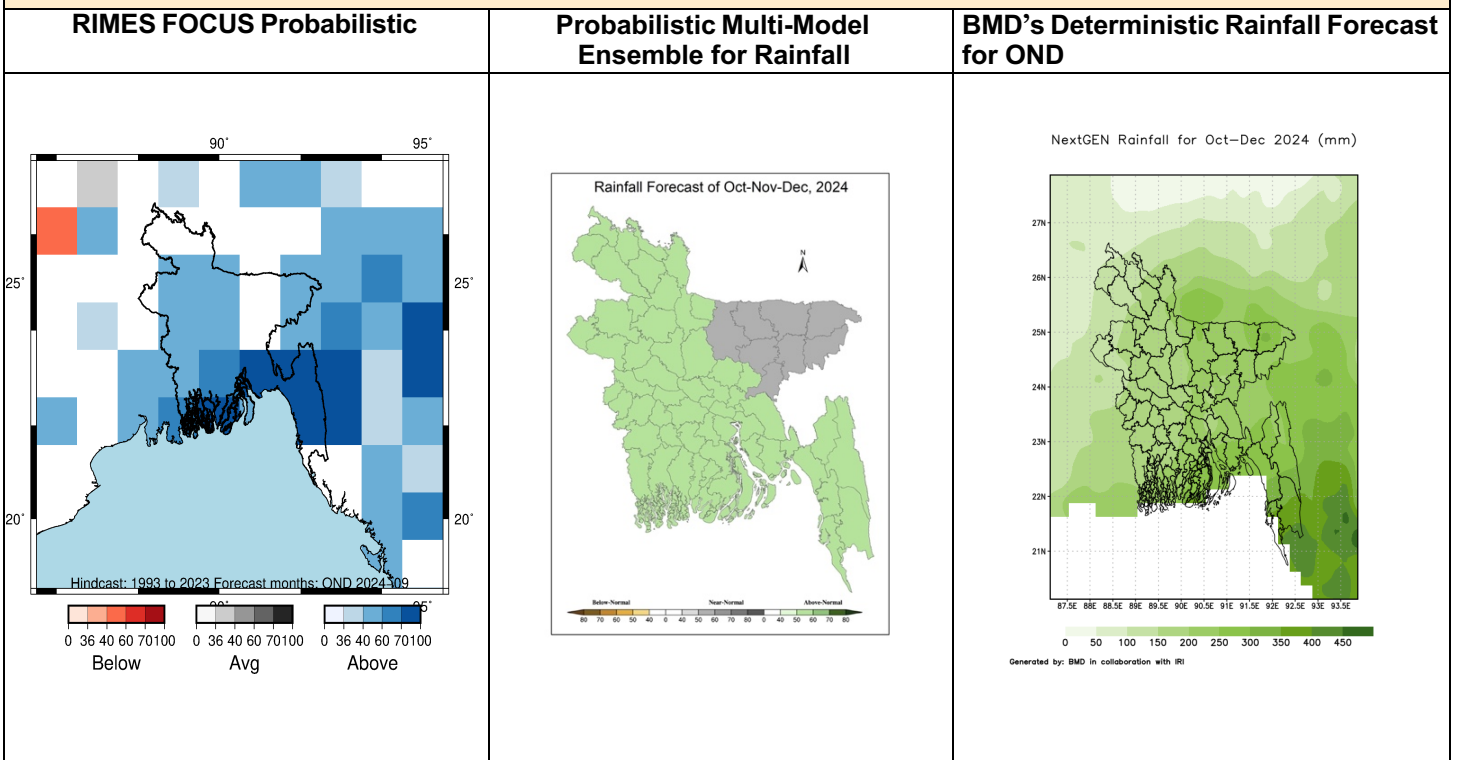 RIMES FOCUS Probabilistic
Probabilistic Multi-Model
Ensemble for Rainfall
BMD’s Deterministic Rainfall Forecast
for OND
90° 95°
25° 25°
20° 20°
Hindcast: 1993 to 2023 Forecast months: OND 2024-09
95°
0 36 40 60 70100
Below
0 36 40 60 70100
Avg
0 36 40 60 70100
Above
Rainfall Forecast of Oct-Nov-Dec, 2024
N
Below-Normal Near-Normal Above-Normal
80 70 60 50 40 0 40 50 60 70 80 0 40 50 60 70 80
NextGEN Rainfall for Oct-Dec 2024 (mm)
27N
26N
25N
24N
23N
22N
21N
87.5E 88E 88.5E 89E 89.5E 90E 90.5E 91E 91.5E 92E 92.5E 93E 93.5E
0 50 100 150 200 250 300 350 400 450
Generated by: BMD in collaboration with IRI